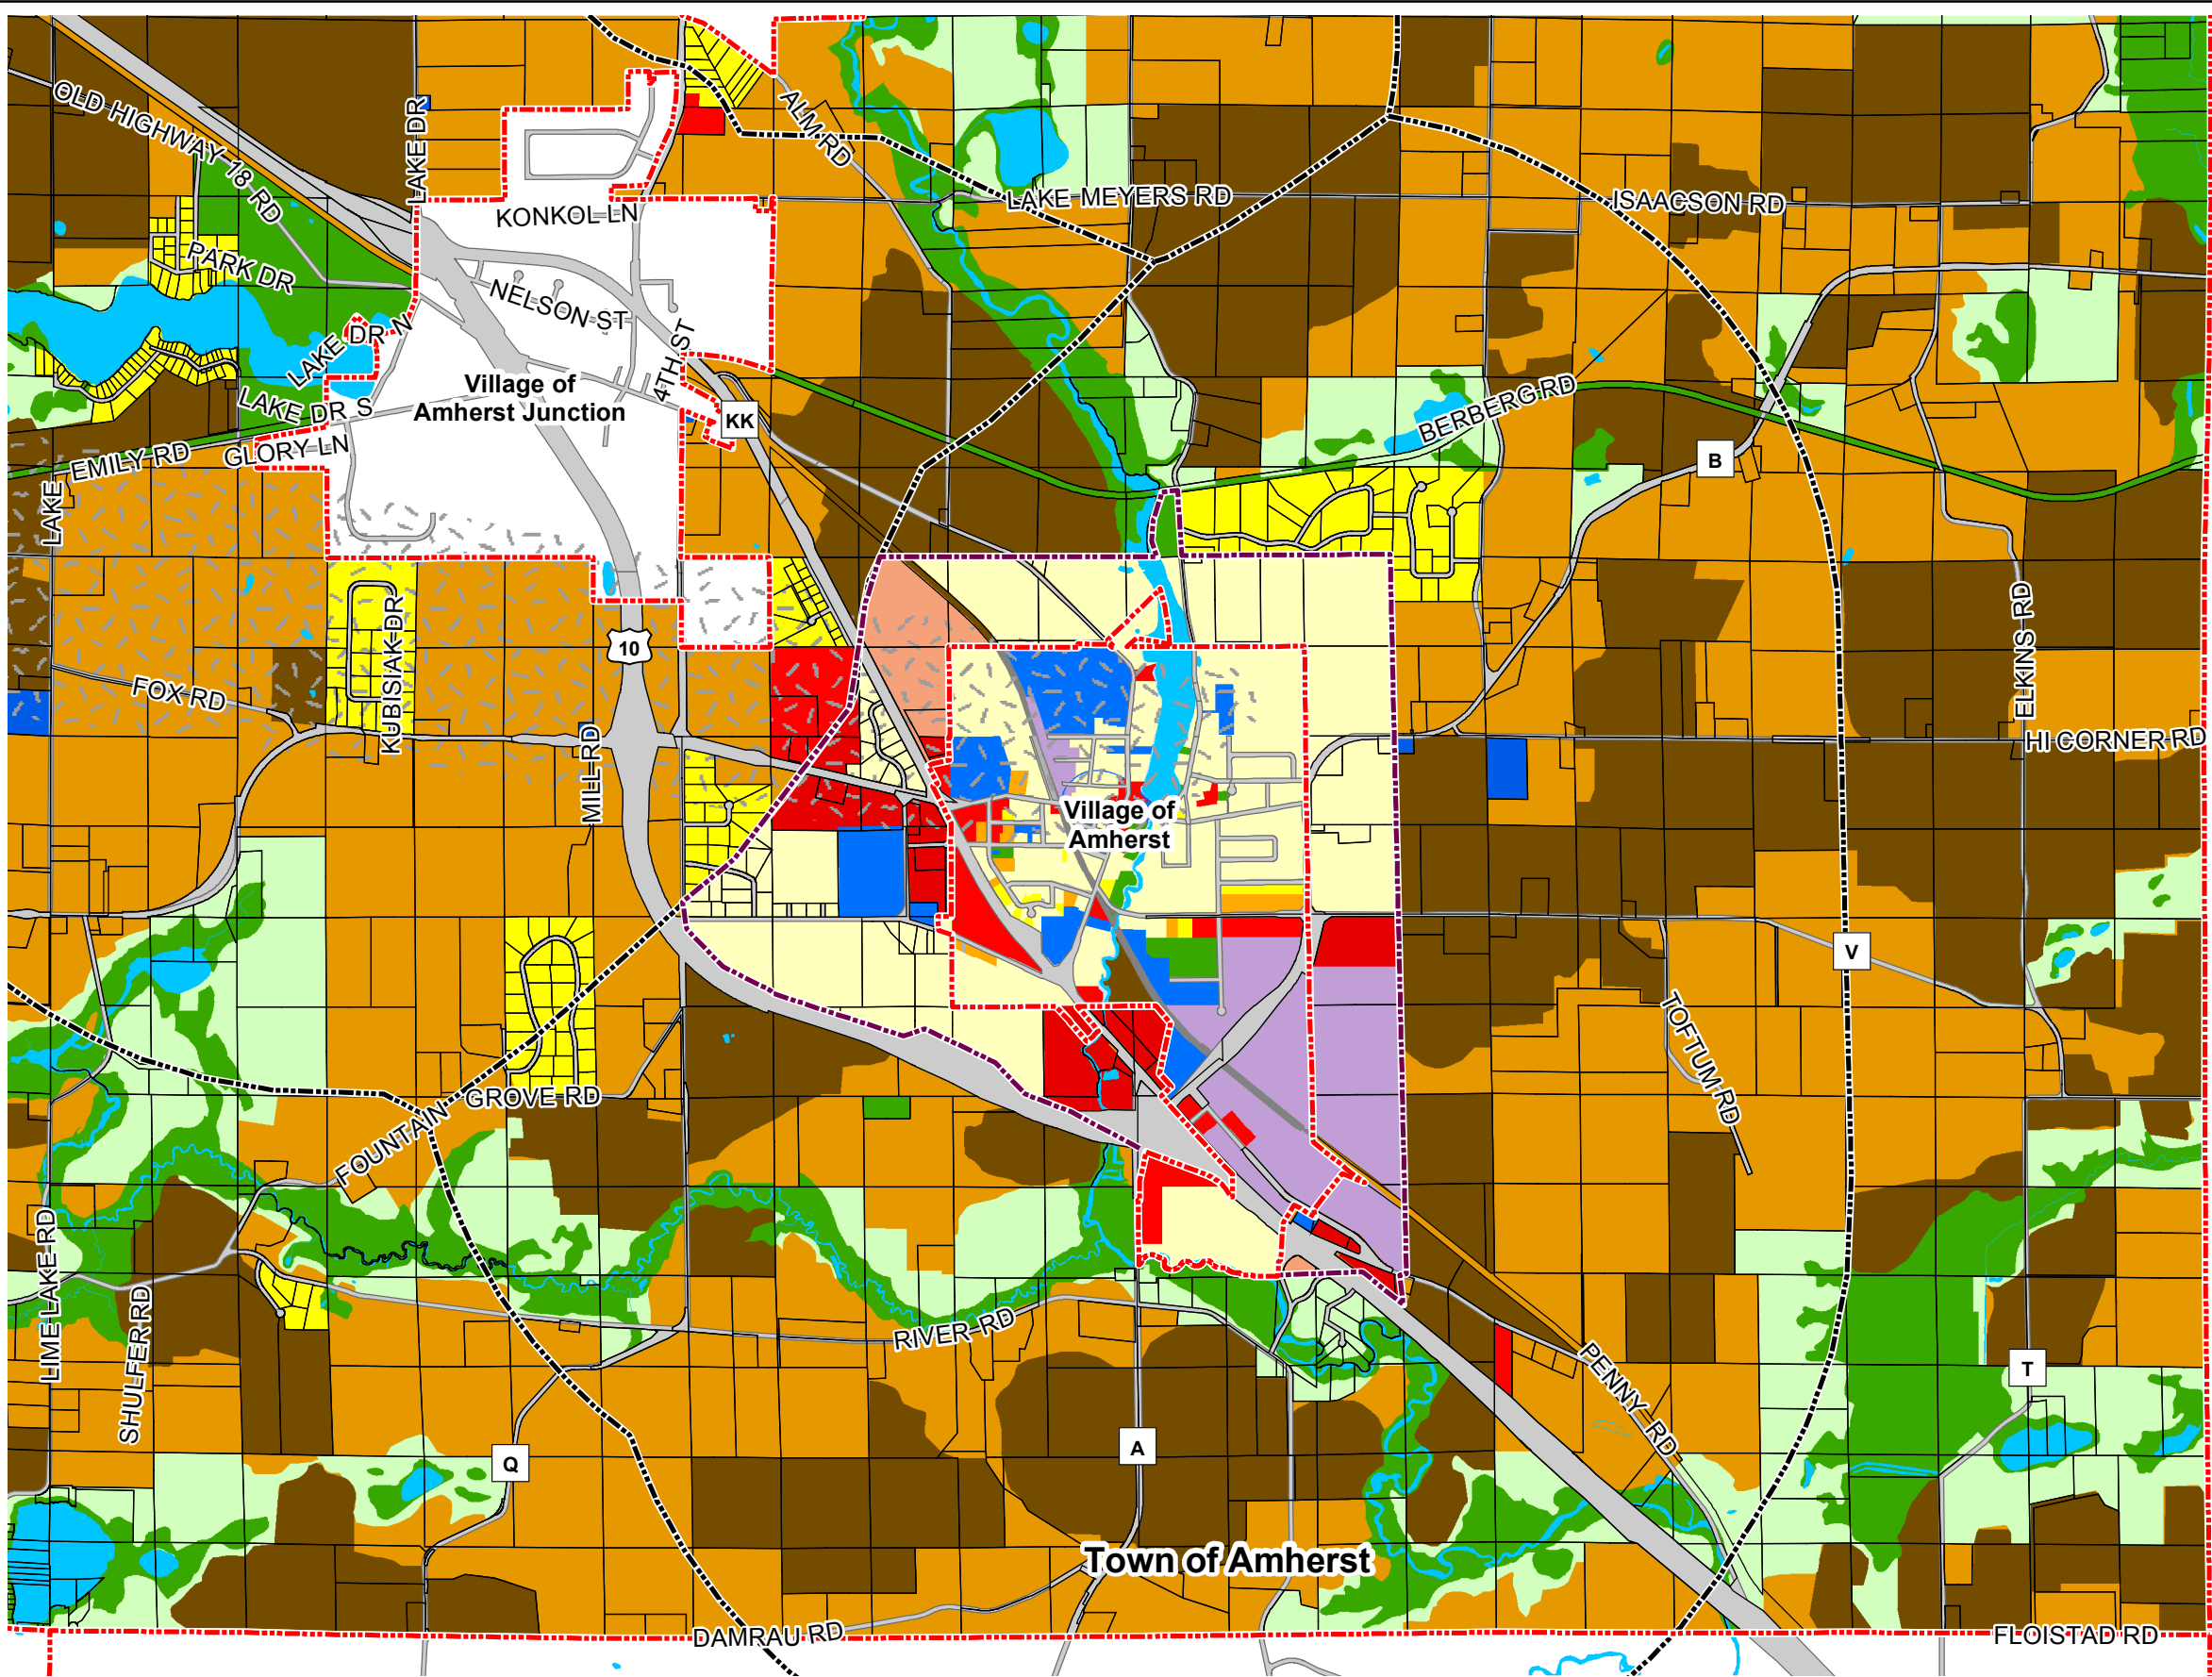 OLD HIGHWAY 18 RD
LAKE DR
ALM RD
LAKE MEYERS RD
ISAACSON RD
KONKOL LN
PARK DR
NELSON ST
LAKE DR N
4TH ST
Village of
Amherst Junction
LAKE DR S
KK
BERBERG RD
GLORY LN
EMILY RD
B
LAKE
KUBISIAK DR
10
ELKINS RD
FOX RD
MILL RD
HI CORNER RD
Village of
Amherst
V
TOFTUM RD
GROVE RD
FOUNTAIN
LIME LAKE RD
SHULFER RD
RIVER RD
PENNY RD
T
Q
A
Town of Amherst
DAMRAU RD
FLOISTAD RD